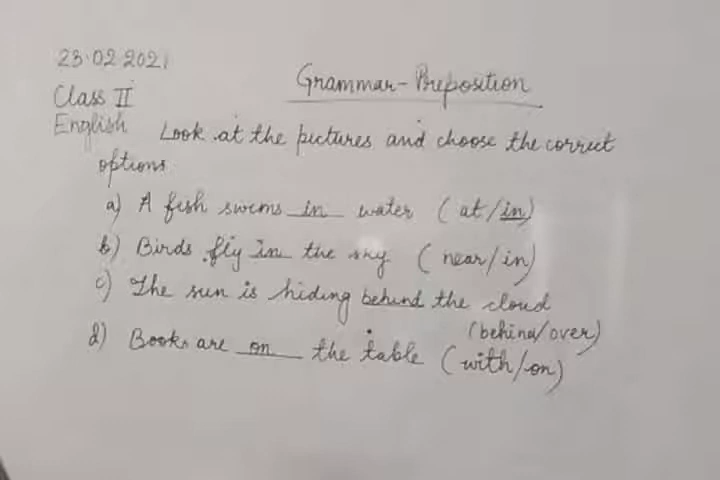 23.02.2021
Grammar-Preposition
Class II
English Look at the pictures and choose the correct
options
a) A fish swims in water (at/in)
b) Birds fly in the sky. (near/in)
c) The sun is hiding behind the cloud
(behind/over)
d) Books are on the table (with/on)